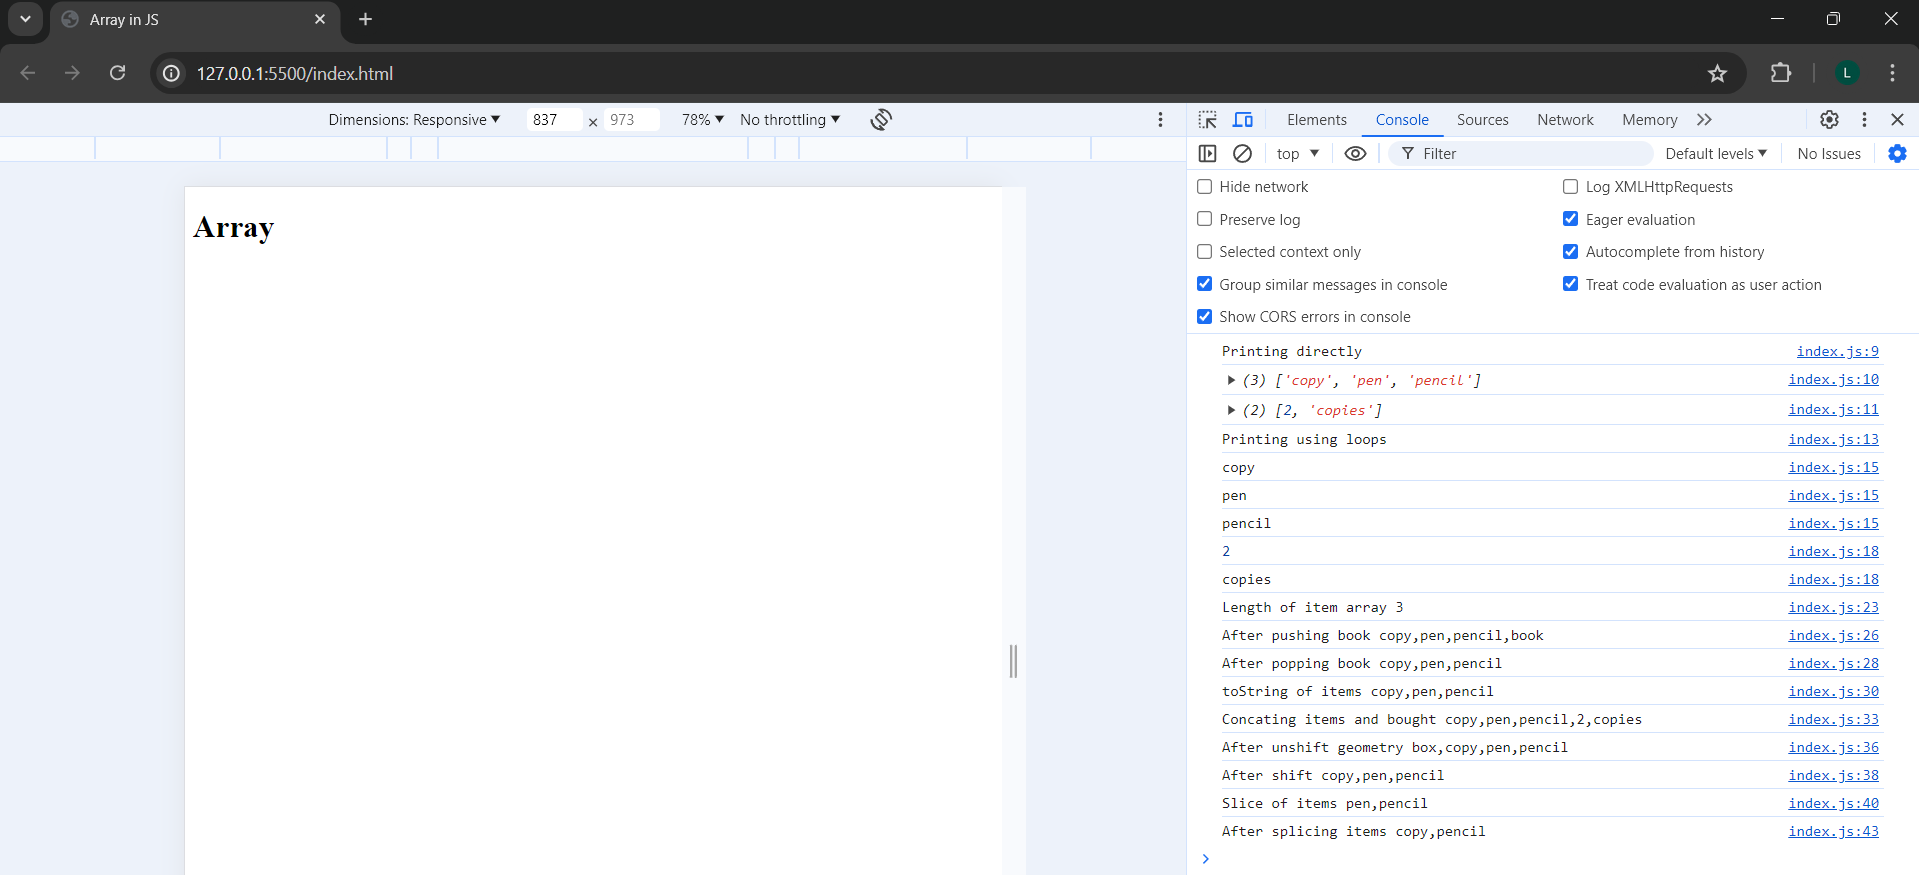 Array in JS
127.0.0.1:5500/index.html
L
Dimensions: Responsive 837 × 973 78% No throttling
Elements Console Sources Network Memory
top Filter Default levels No Issues
Hide network Log XMLHttpRequests
Preserve log Eager evaluation
Selected context only Autocomplete from history
Group similar messages in console Treat code evaluation as user action
Show CORS errors in console
Array
Printing directly index.js:9
(3) ['copy', 'pen', 'pencil'] index.js:10
(2) [2, 'copies'] index.js:11
Printing using loops index.js:13
copy index.js:15
pen index.js:15
pencil index.js:15
2 index.js:18
copies index.js:18
Length of item array 3 index.js:23
After pushing book copy,pen,pencil,book index.js:26
After popping book copy,pen,pencil index.js:28
toString of items copy,pen,pencil index.js:30
Concating items and bought copy,pen,pencil,2,copies index.js:33
After unshift geometry box,copy,pen,pencil index.js:36
After shift copy,pen,pencil index.js:38
Slice of items pen,pencil index.js:40
After splicing items copy,pencil index.js:43